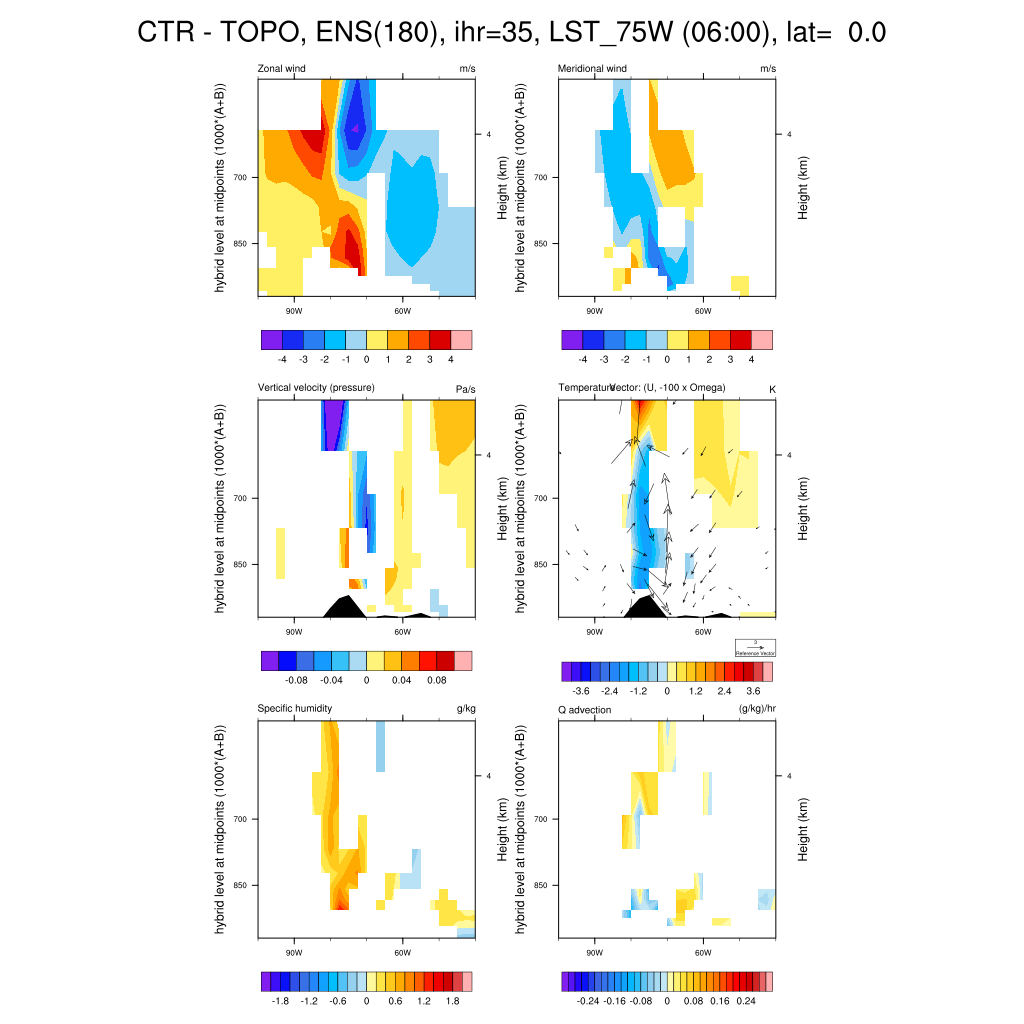 CTR - TOPO, ENS(180), ihr=35, LST_75W (06:00), lat=  0.0
Zonal wind m/s
hybrid level at midpoints (1000*(A+B))
700
850
4
Height (km)
90W 60W
-4 -3 -2 -1 0 1 2 3 4
Meridional wind m/s
hybrid level at midpoints (1000*(A+B))
700
850
4
Height (km)
90W 60W
-4 -3 -2 -1 0 1 2 3 4
Vertical velocity (pressure) Pa/s
hybrid level at midpoints (1000*(A+B))
700
850
4
Height (km)
90W 60W
-0.08 -0.04 0 0.04 0.08
Temperature Vector: (U, -100 x Omega) K
hybrid level at midpoints (1000*(A+B))
700
850
4
Height (km)
90W 60W
3
Reference Vector
-3.6 -2.4 -1.2 0 1.2 2.4 3.6
Specific humidity g/kg
hybrid level at midpoints (1000*(A+B))
700
850
4
Height (km)
90W 60W
-1.8 -1.2 -0.6 0 0.6 1.2 1.8
Q advection (g/kg)/hr
hybrid level at midpoints (1000*(A+B))
700
850
4
Height (km)
90W 60W
-0.24 -0.16 -0.08 0 0.08 0.16 0.24